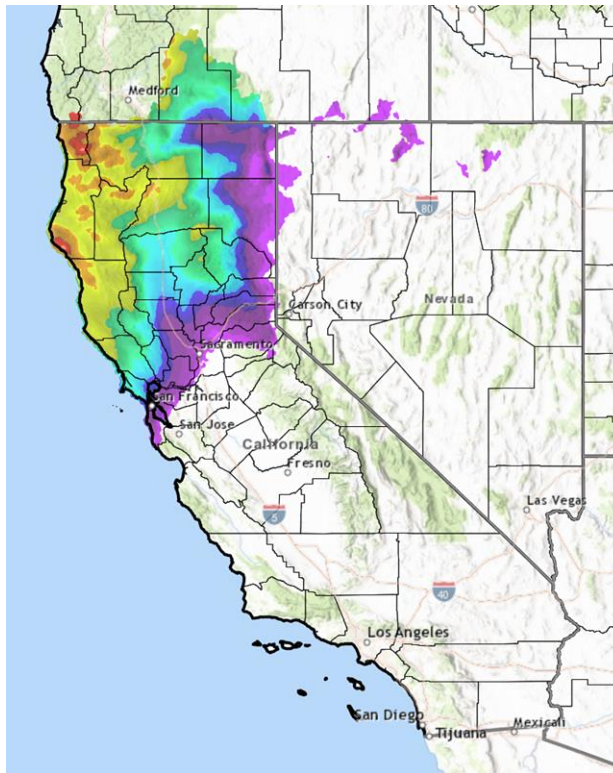 Medford
80
Carson City
Nevada
Sacramento
San Francisco
San Jose
California
Fresno
Las Vegas
5
40
Los Angeles
San Diego
Tijuana
Mexicali